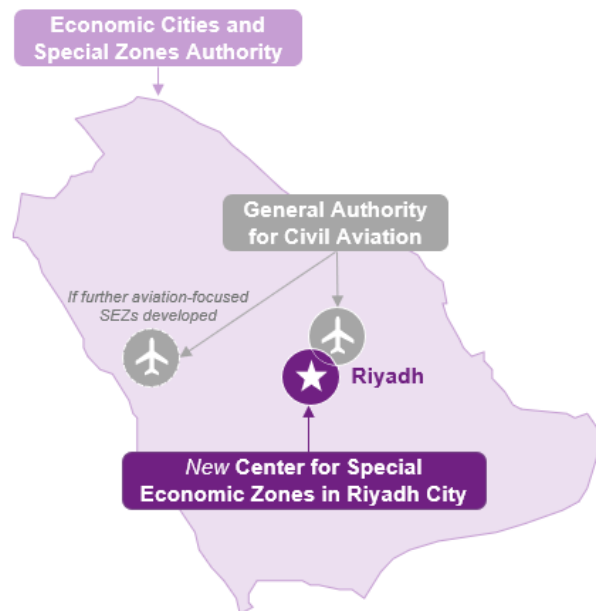 Economic Cities and
Special Zones Authority
General Authority
for Civil Aviation
If further aviation-focused
SEZs developed
Riyadh
New Center for Special
Economic Zones in Riyadh City